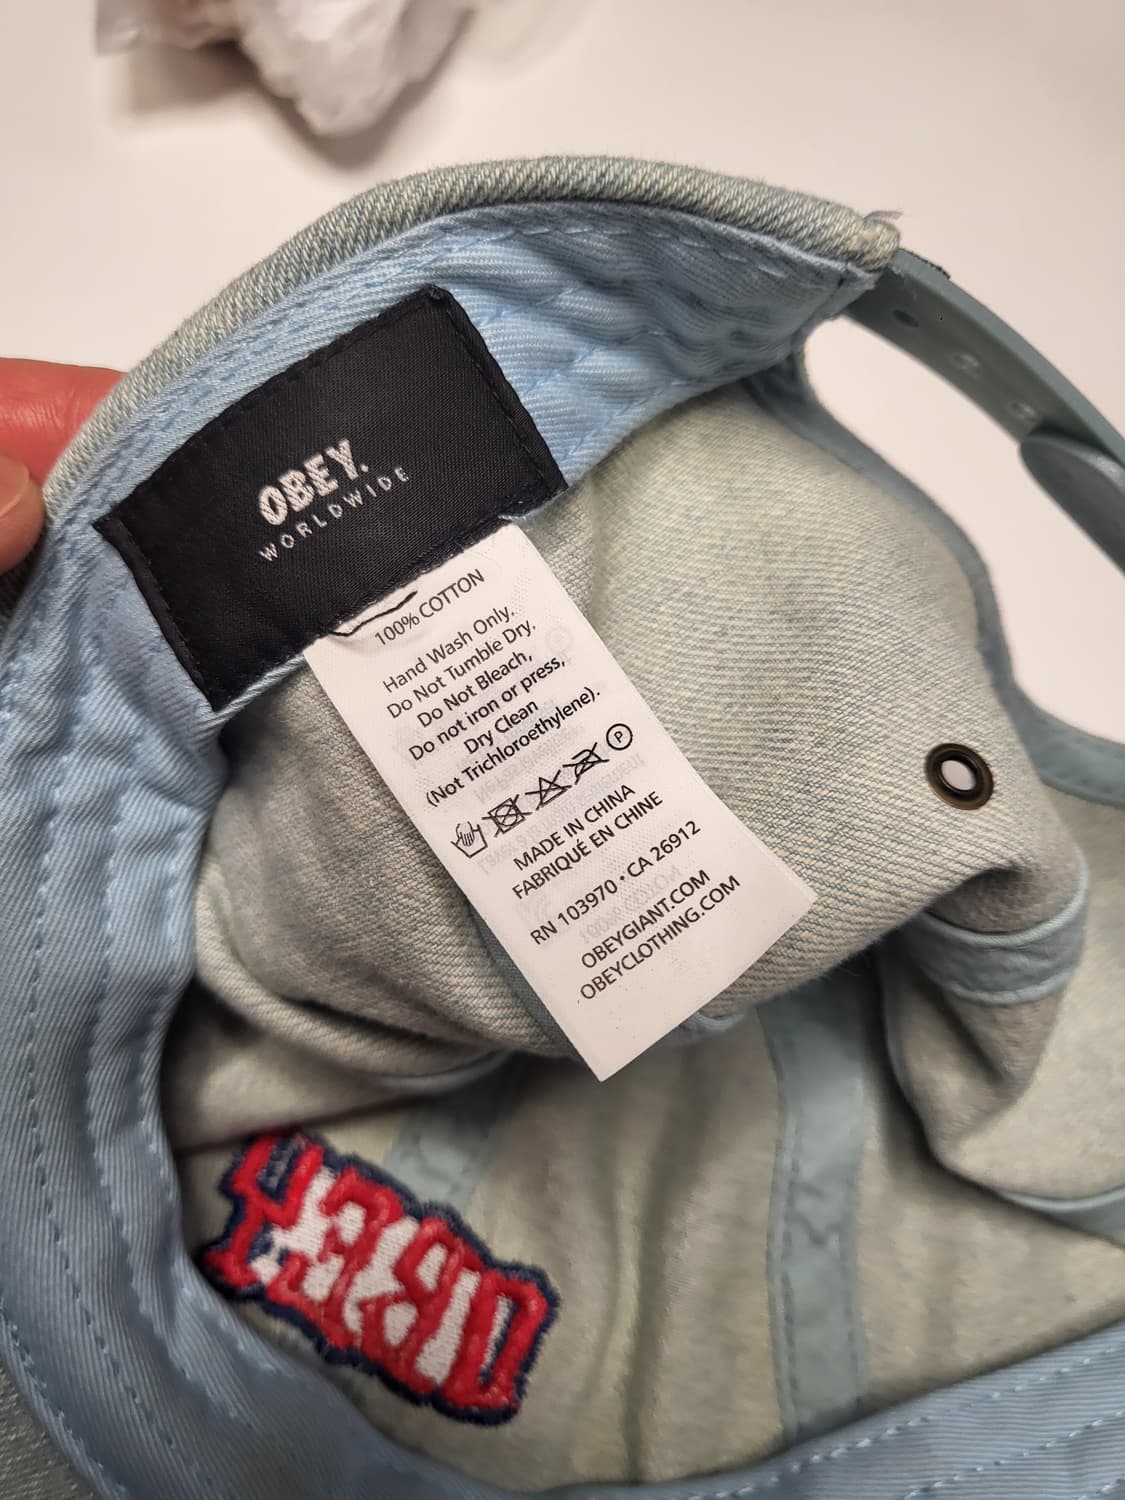 OBEY.
WORLDWIDE
100% COTTON
Hand Wash Only,
Do Not Tumble Dry,
Do Not Bleach,
Do not iron or press,
Dry Clean
(Not Trichloroethylene).
P
MADE IN CHINA
FABRIQUÉ EN CHINE
RN 103970 • CA 26912
OBEYGIANT.COM
OBEYCLOTHING.COM
OBEY